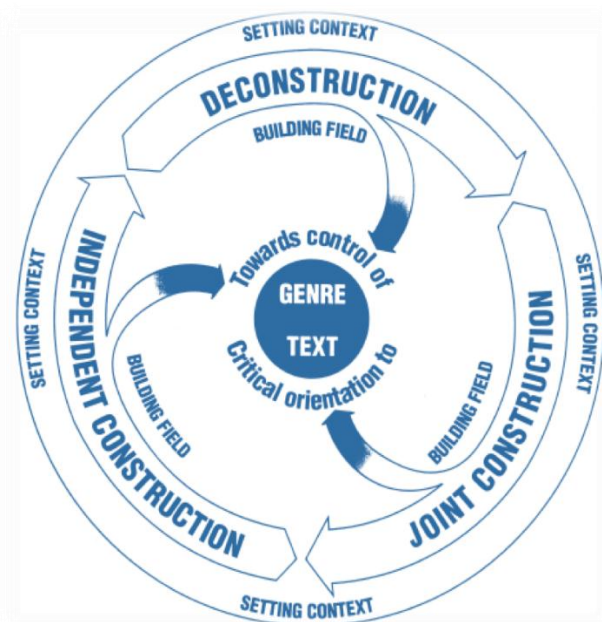 SETTING CONTEXT
DECONSTRUCTION
BUILDING FIELD
Towards control of
GENRE
TEXT
Critical orientation to
SETTING CONTEXT
JOINT CONSTRUCTION
BUILDING FIELD
SETTING CONTEXT
INDEPENDENT CONSTRUCTION
BUILDING FIELD
SETTING CONTEXT